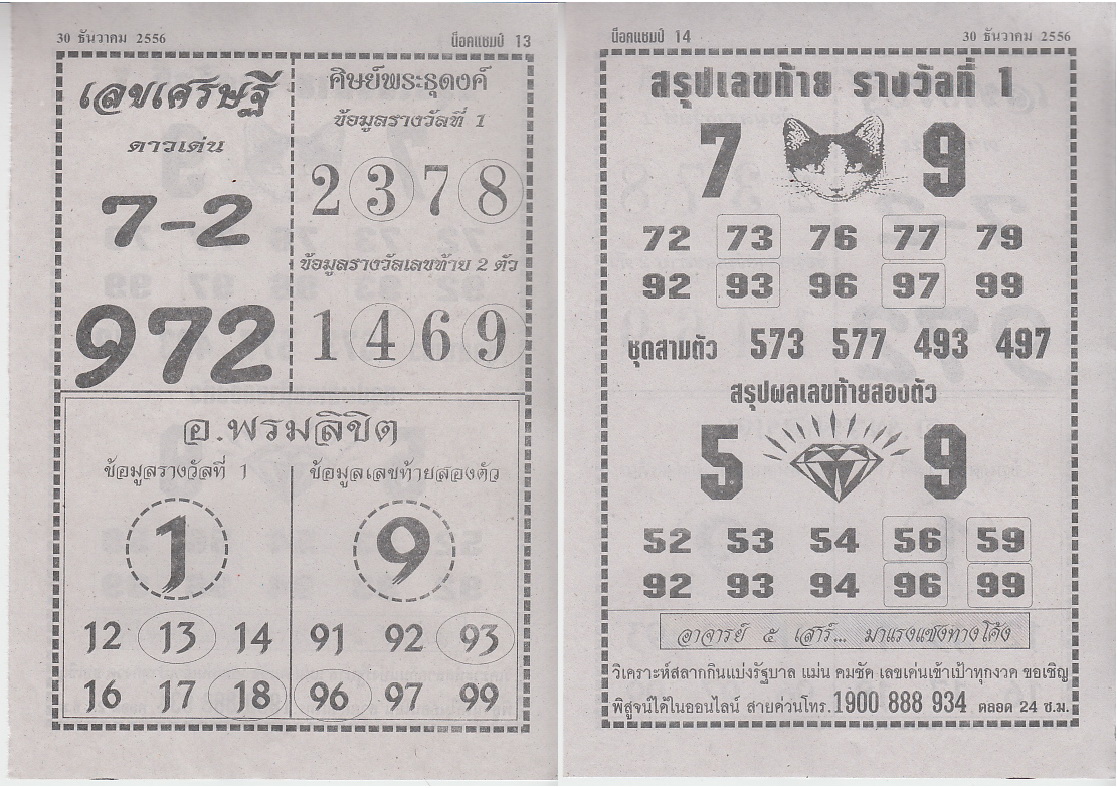 30 ธันวาคม 2556
น็อคแชมป์ 13
เลขเศรษฐี
ดาวเด่น
7-2
972
ศิษย์พระธุดงค์
ข้อมูลรางวัลที่ 1
2 3 7 8
ข้อมูลรางวัลเลขท้าย 2 ตัว
1 4 6 9
อ.พรมลิขิต
ข้อมูลรางวัลที่ 1
1
12 13 14
16 17 18
ข้อมูลเลขท้ายสองตัว
9
91 92 93
96 97 99
น็อคแชมป์ 14
30 ธันวาคม 2556
สรุปเลขท้าย รางวัลที่ 1
7 9
72 73 76 77 79
92 93 96 97 99
ชุดสามตัว 573 577 493 497
สรุปผลเลขท้ายสองตัว
5 9
52 53 54 56 59
92 93 94 96 99
อาจารย์ ๕ เสาร์... มาแรงแซงทางโค้ง
วิเคราะห์สลากกินแบ่งรัฐบาล แม่น คมชัด เลขเด่นเข้าเป้าทุกงวด ขอเชิญ
พิสูจน์ได้ในออนไลน์ สายด่วนโทร.1900 888 934 ตลอด 24 ช.ม.